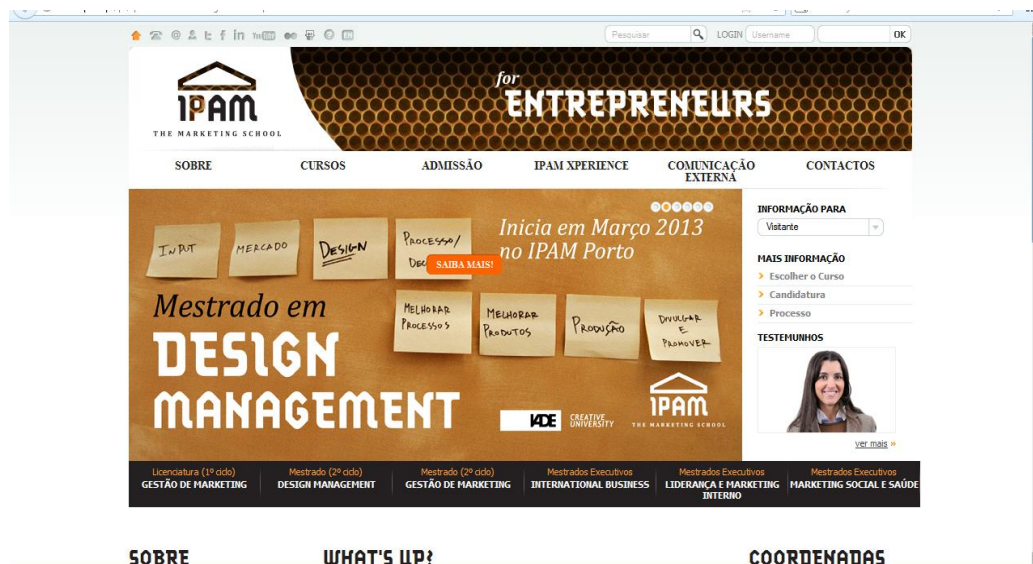 Pesquisar
LOGIN
Username
OK
IPAM
THE MARKETING SCHOOL
for
ENTREPRENEURS
SOBRE
CURSOS
ADMISSÃO
IPAM XPERIENCE
COMUNICAÇÃO
EXTERNA
CONTACTOS
INPUT
MERCADO
DESIGN
PROCESSO/
SAIBA MAIS!
Inicia em Março 2013
no IPAM Porto
Mestrado em
DESIGN
MANAGEMENT
MELHORAR
PROCESSOS
MELHORAR
PRODUTOS
PRODUÇÃO
DIVULGAR
E
PROMOVER
IADE
CREATIVE
UNIVERSITY
IPAM
THE MARKETING SCHOOL
INFORMAÇÃO PARA
Visitante
MAIS INFORMAÇÃO
Escolher o Curso
Candidatura
Processo
TESTEMUNHOS
ver mais »
Licenciatura (1º ciclo)
GESTÃO DE MARKETING
Mestrado (2º ciclo)
DESIGN MANAGEMENT
Mestrado (2º ciclo)
GESTÃO DE MARKETING
Mestrados Executivos
INTERNATIONAL BUSINESS
Mestrados Executivos
LIDERANÇA E MARKETING
INTERNO
Mestrados Executivos
MARKETING SOCIAL E SAÚDE
SOBRE
WHAT'S UP?
COORDENADAS